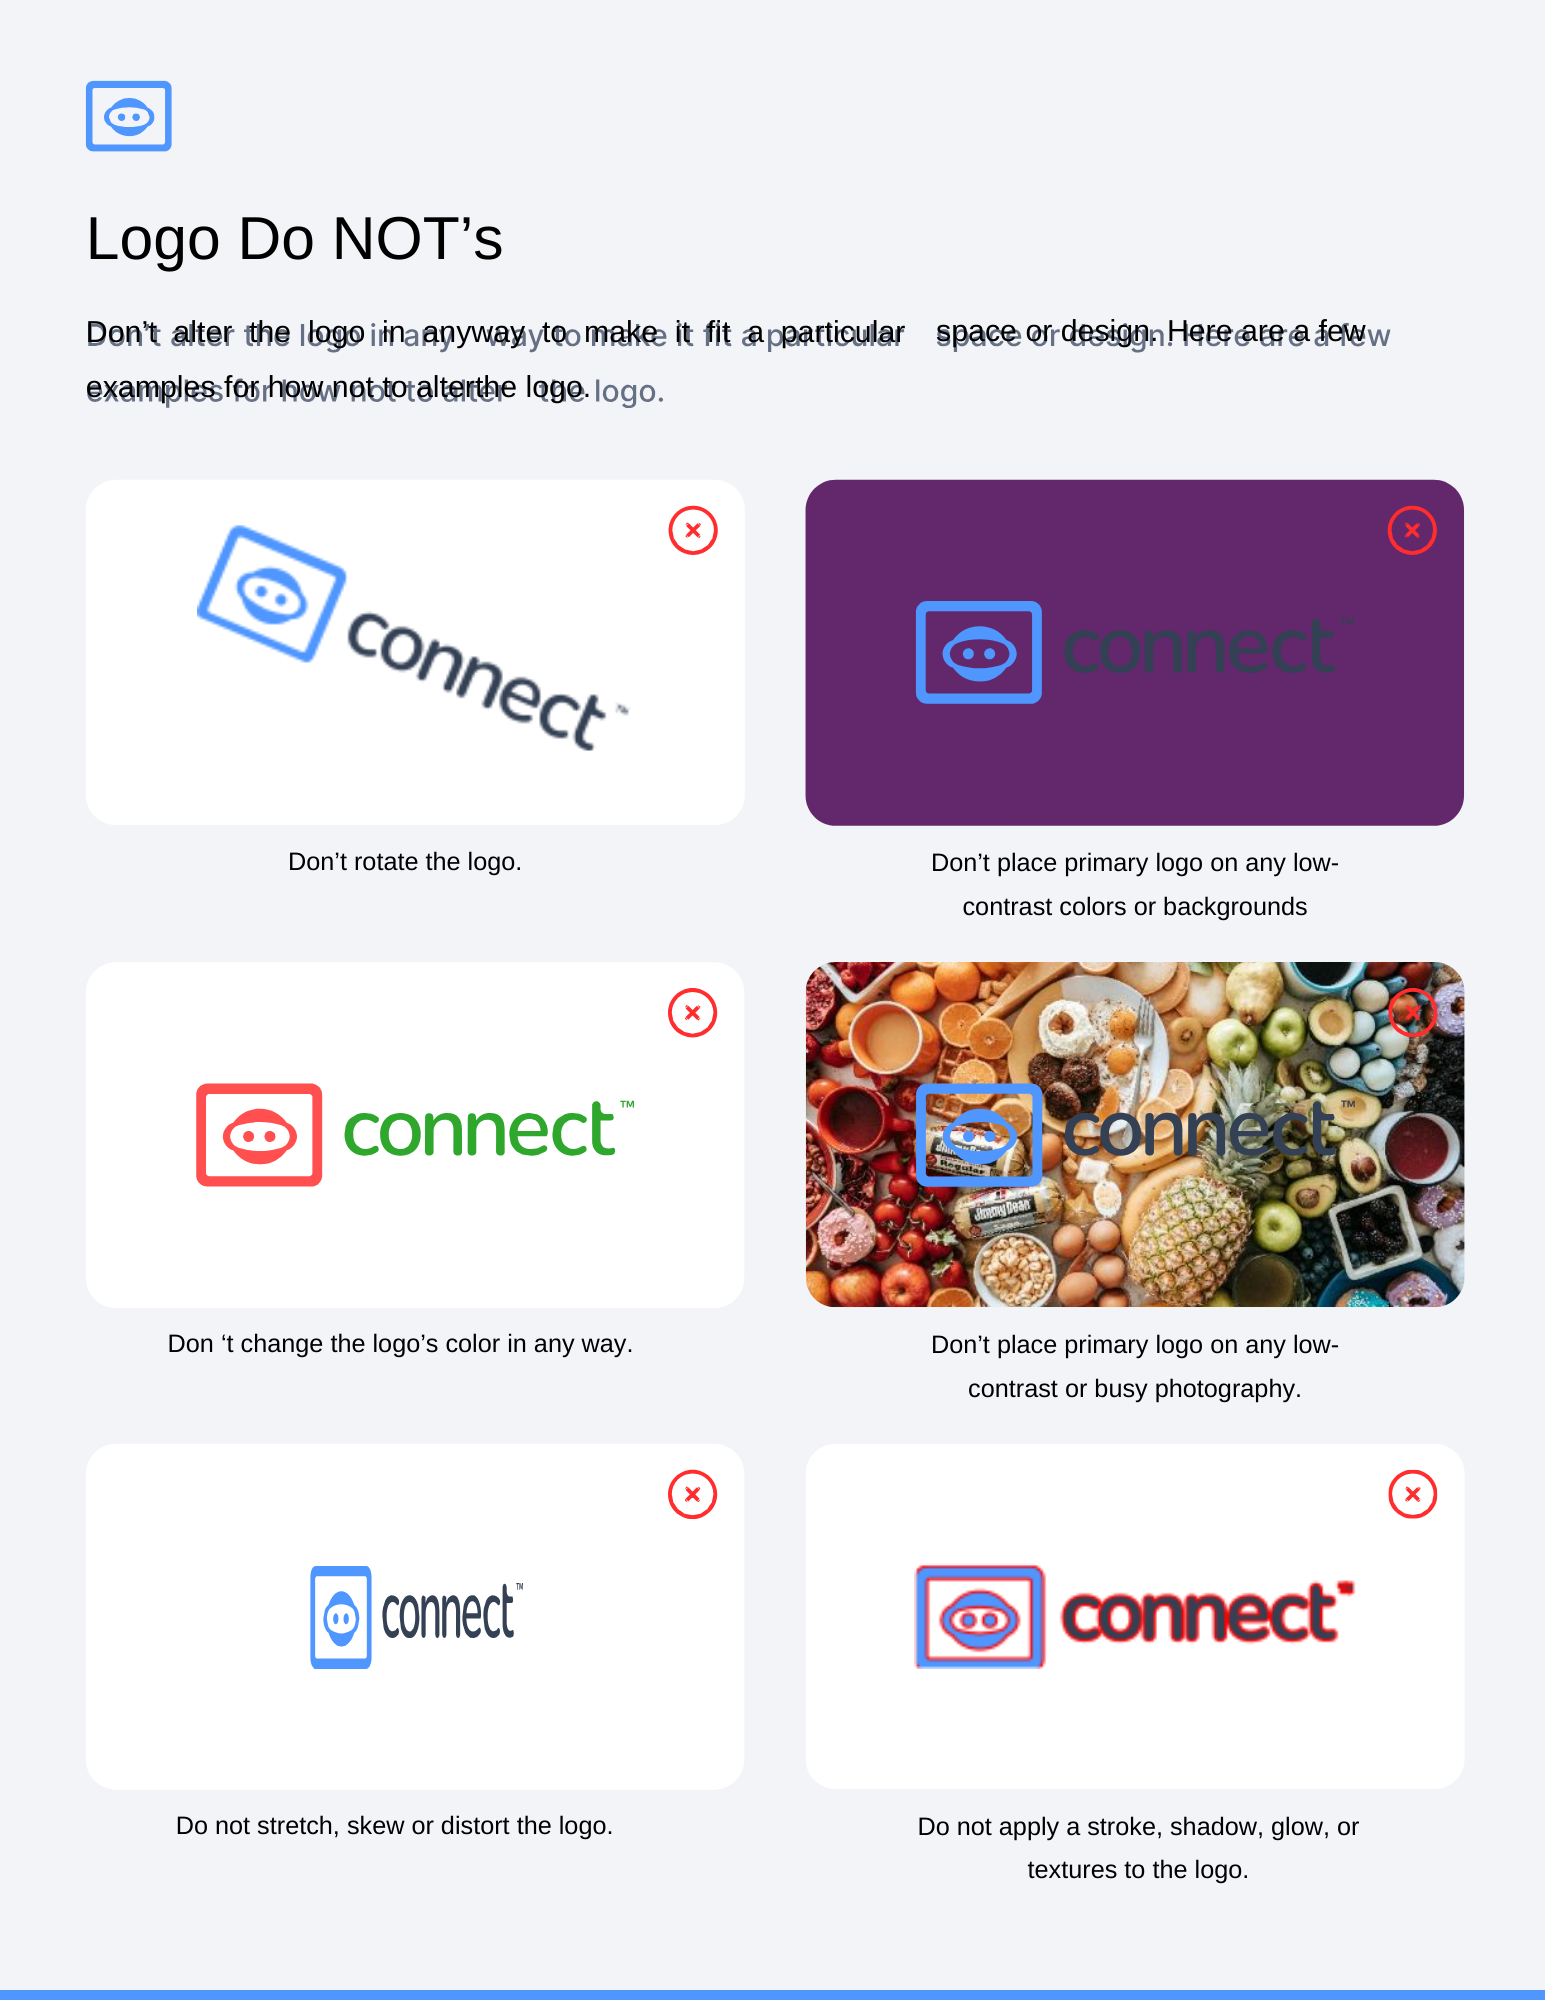 Logo Do NOT’s
Don’t alter the logo in anyway to make it fit a particular space or design. Here are a few
examples for how not to alterthe logo.
connect™
connect™
Don’t rotate the logo.
Don’t place primary logo on any low-
contrast colors or backgrounds
connect™
connect™
Regular
Jimmy Dean
Don ‘t change the logo’s color in any way.
Don’t place primary logo on any low-
contrast or busy photography.
connect™
connect™
Do not stretch, skew or distort the logo.
Do not apply a stroke, shadow, glow, or
textures to the logo.